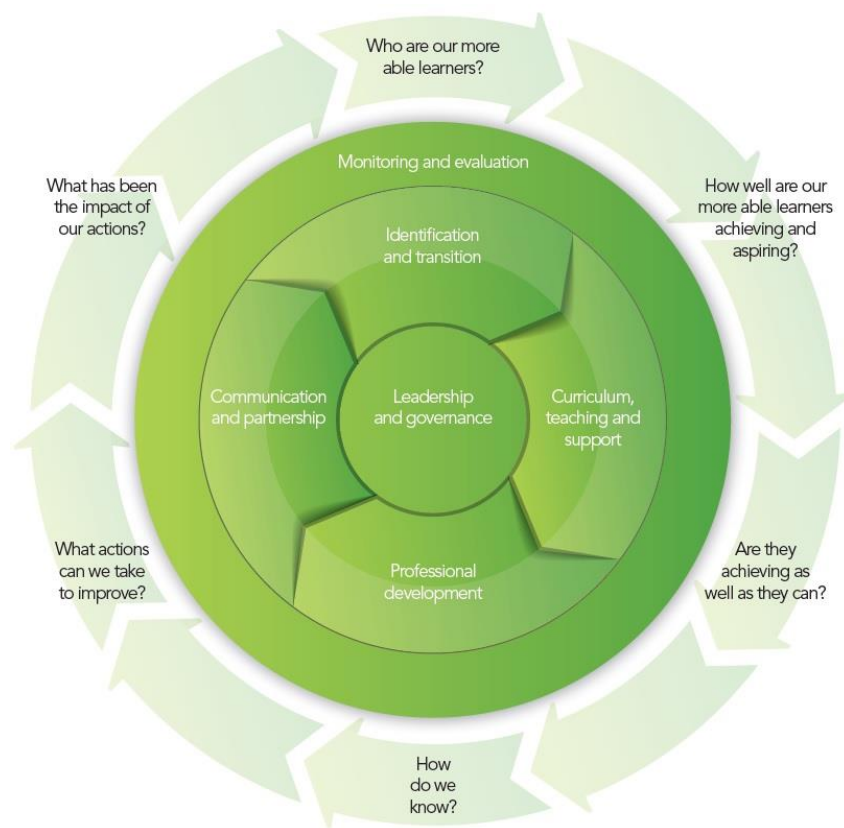 Who are our more
able learners?
How well are our
more able learners
achieving and
aspiring?
Are they
achieving as
well as they can?
How
do we
know?
What actions
can we take
to improve?
What has been
the impact of
our actions?
Monitoring and evaluation
Identification
and transition
Curriculum,
teaching and
support
Professional
development
Communication
and partnership
Leadership
and governance